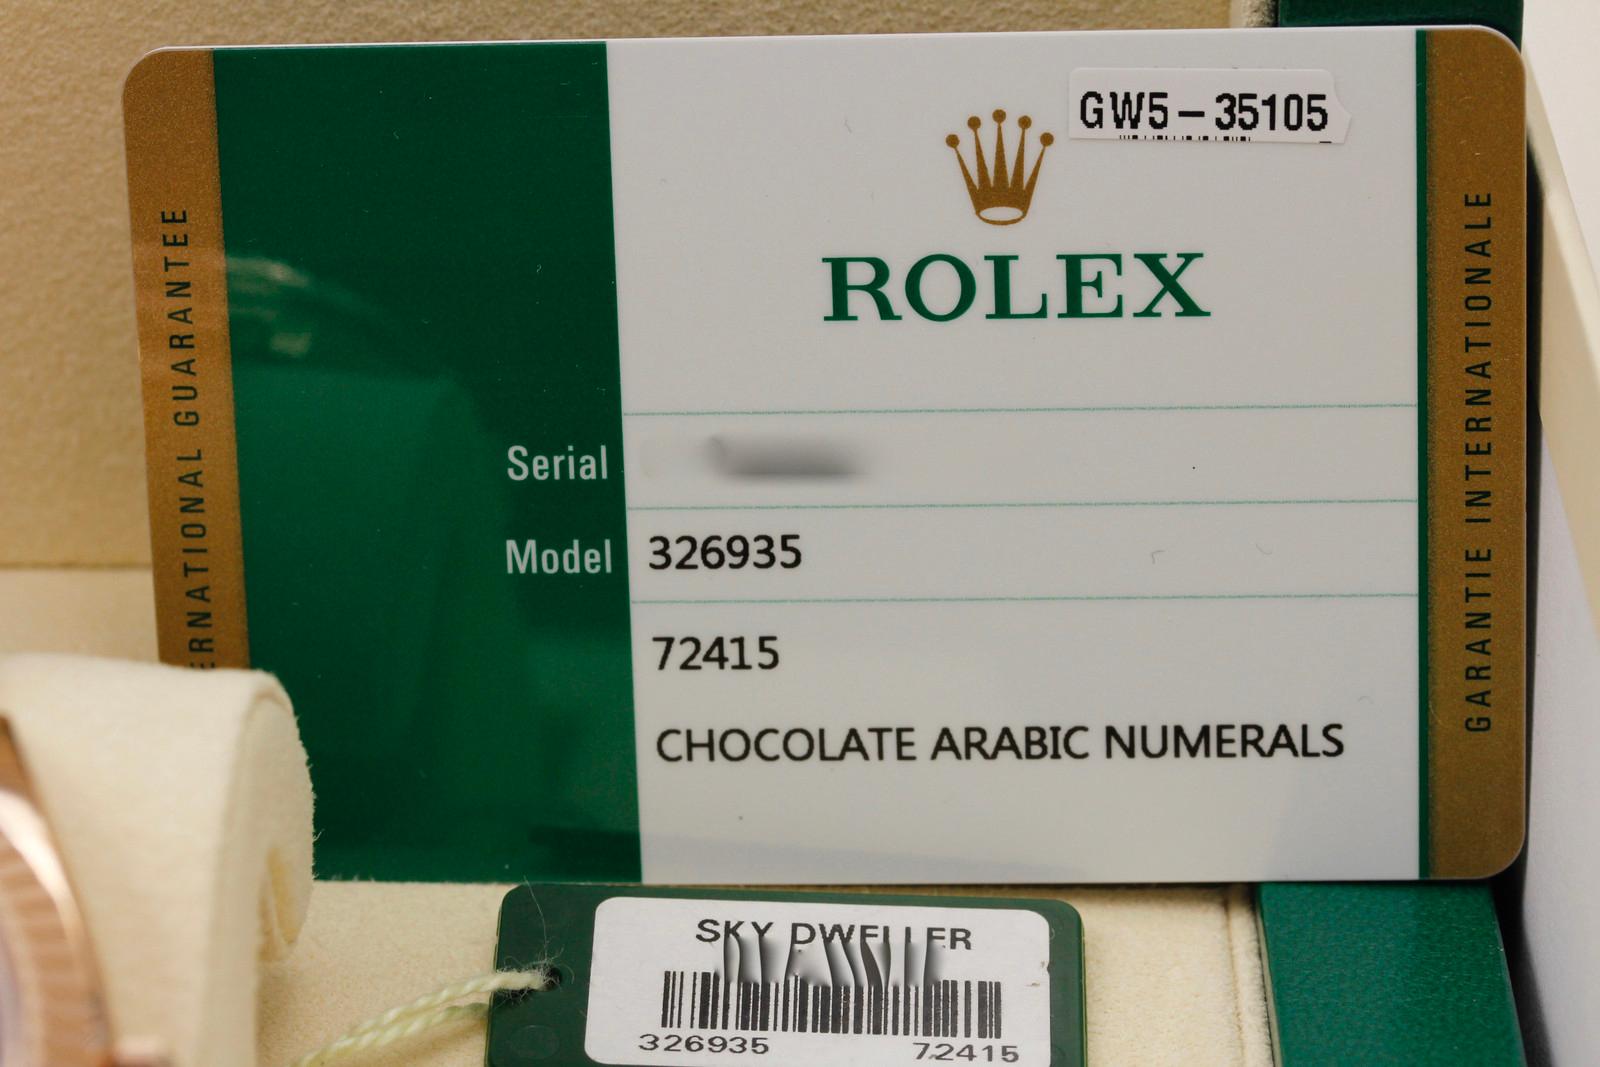 GW5-35105
ROLEX
INTERNATIONAL GUARANTEE
Serial
Model 326935
72415
CHOCOLATE ARABIC NUMERALS
GARANTIE INTERNATIONALE
SKY DWELLER
326935 72415